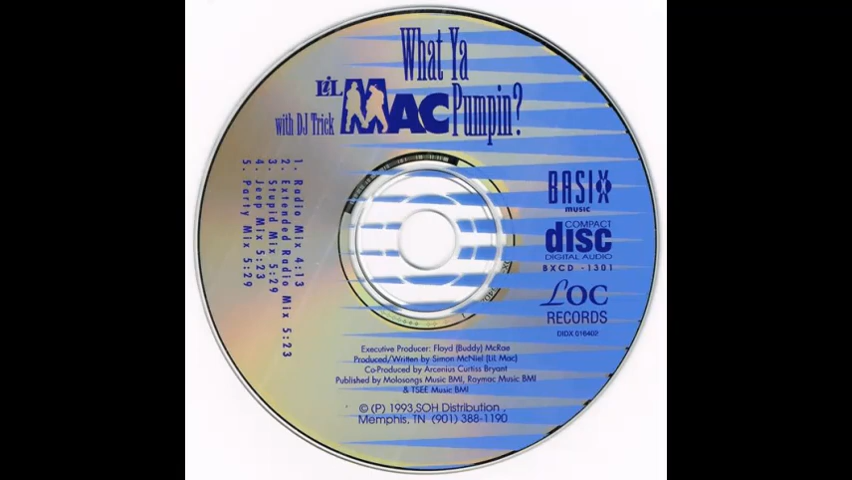 What Ya
LiL MAC Pumpin?
with DJ Trick
1. Radio Mix 4:13
2. Extended Radio Mix 5:23
3. Stupid Mix 5:29
4. Jeep Mix 5:23
5. Party Mix 5:29
BASIX
MUSIC
COMPACT
disc
DIGITAL AUDIO
BXCD -1301
LOC
RECORDS
DIDX 016402
Executive Producer: Floyd (Buddy) McRae
Produced/Written by Simon McNiel (LiL Mac)
Co-Produced by Arcenius Curtiss Bryant
Published by Molosongs Music BMI, Raymac Music BMI
& TSEE Music BMI
© (P) 1993 SOH Distribution,
Memphis, TN (901) 388-1190